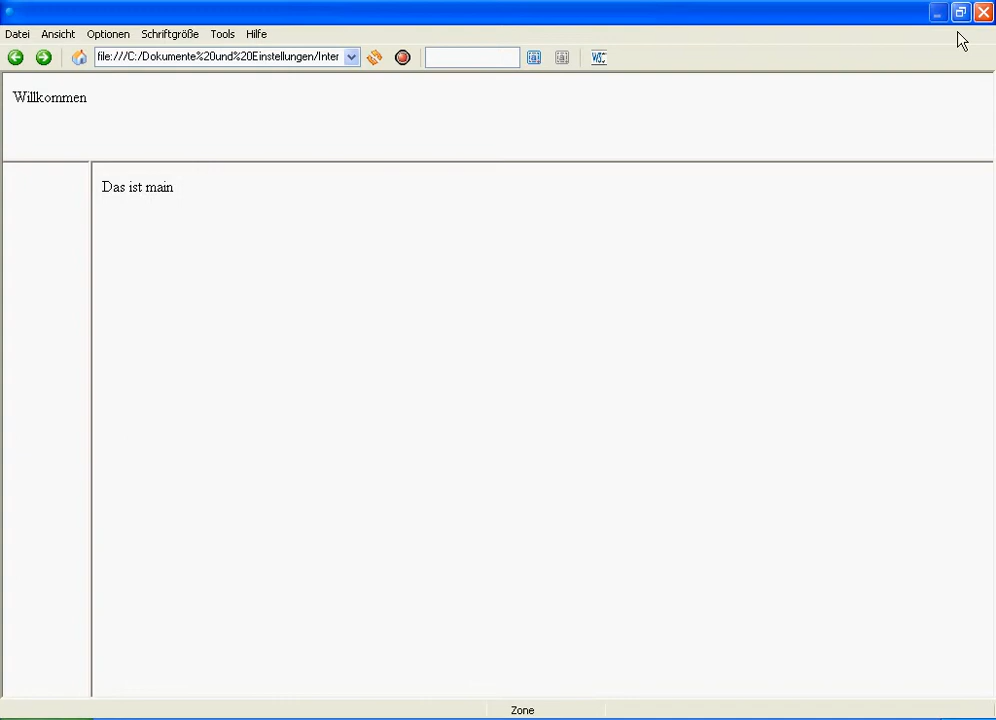 Datei Ansicht Optionen Schriftgröße Tools Hilfe
file:///C:/Dokumente%20und%20Einstellungen/Inter
Willkommen
Das ist main
Zone